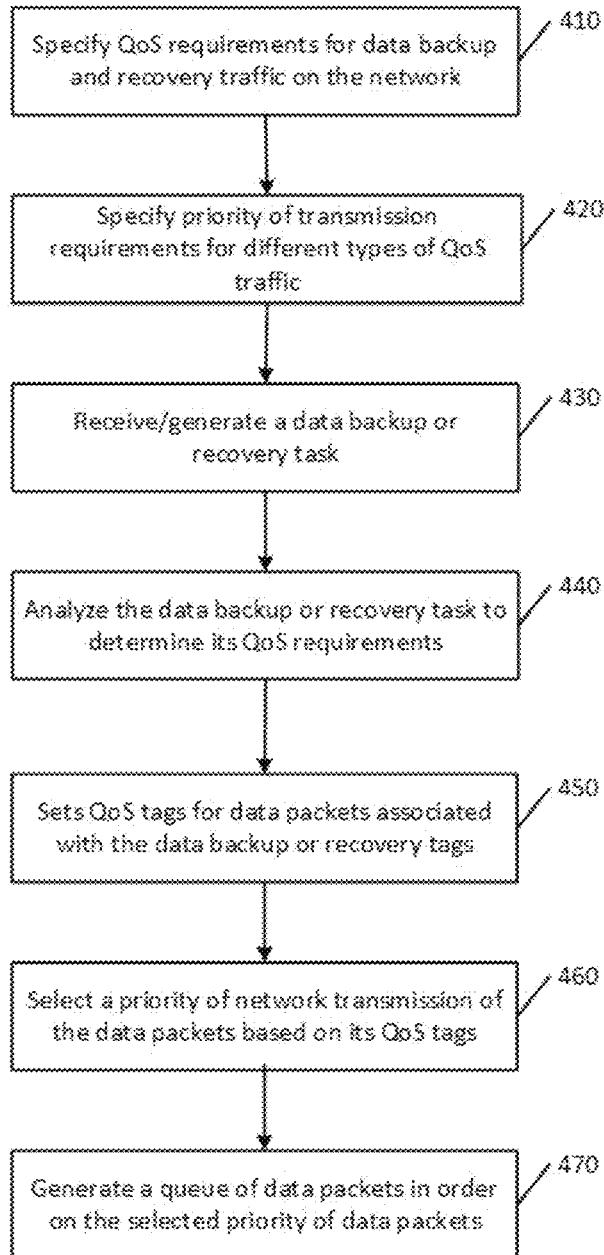 Specify QoS requirements for data backup
and recovery traffic on the network
410
Specify priority of transmission
requirements for different types of QoS
traffic
420
Receive/generate a data backup or
recovery task
430
Analyze the data backup or recovery task to
determine its QoS requirements
440
Sets QoS tags for data packets associated
with the data backup or recovery tags
450
Select a priority of network transmission of
the data packets based on its QoS tags
460
Generate a queue of data packets in order
on the selected priority of data packets
470